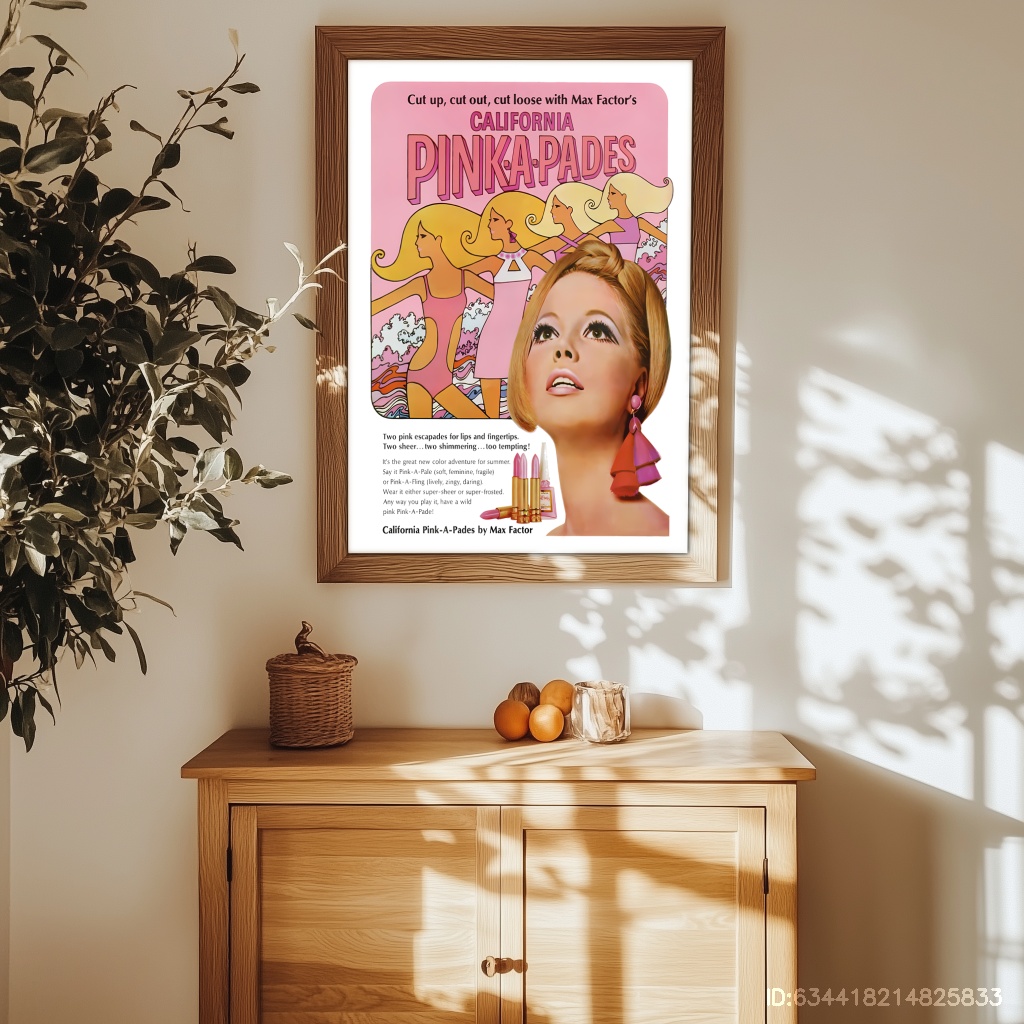 Cut up, cut out, cut loose with Max Factor's
CALIFORNIA
PINK-A-PADES
Two pink escapades for lips and fingertips.
Two sheer...two shimmering...too tempting!
It's the great new color adventure for summer.
Say it Pink-A-Pale (soft, feminine, fragile)
or Pink-A-Fling (lively, zingy, daring).
Wear it either super-sheer or super-frosted.
Any way you play it, have a wild
pink Pink-A-Pade!
California Pink-A-Pades by Max Factor
ID:634418214825833